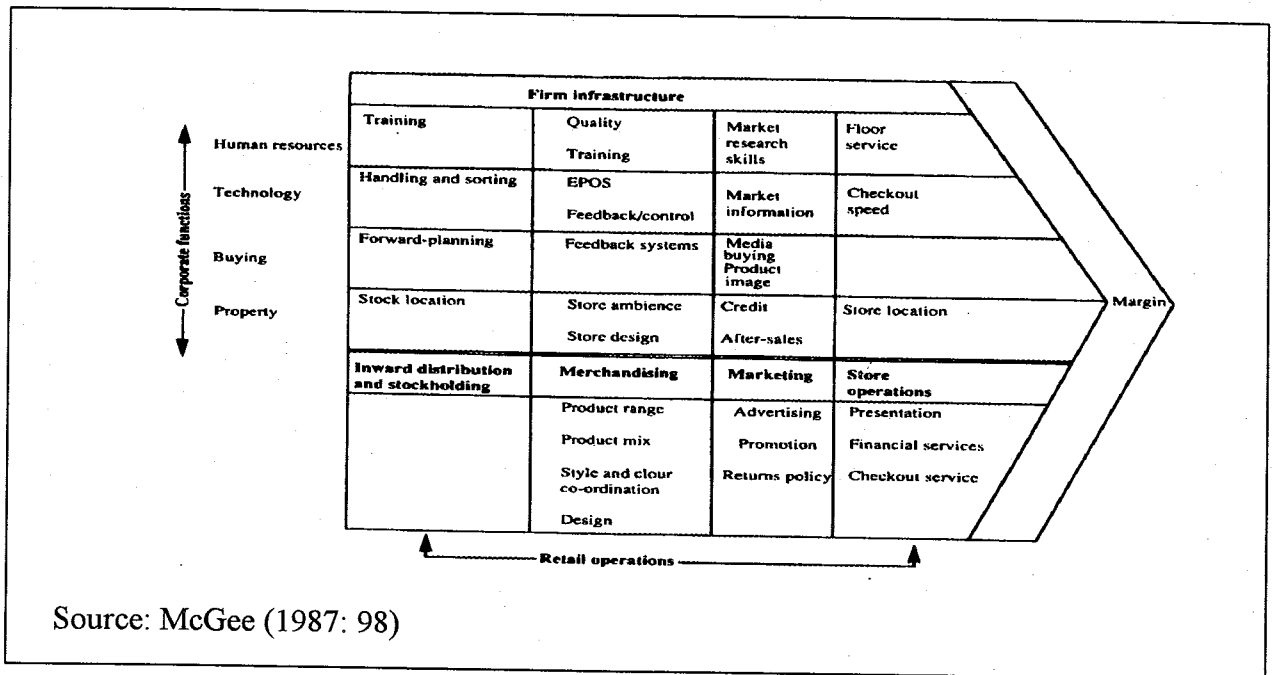 Firm infrastructure
Corporate functions
Human resources
Training
Quality
Training
Market
research
skills
Floor
service
Technology
Handling and sorting
EPOS
Feedback/control
Market
information
Checkout
speed
Buying
Forward-planning
Feedback systems
Media
buying
Product
image
Property
Stock location
Store ambience
Store design
Credit
After-sales
Store location
Margin
Inward distribution
and stockholding
Merchandising
Marketing
Store
operations
Product range
Product mix
Style and clour
co-ordination
Design
Advertising
Promotion
Returns policy
Presentation
Financial services
Checkout service
Retail operations
Source: McGee (1987: 98)